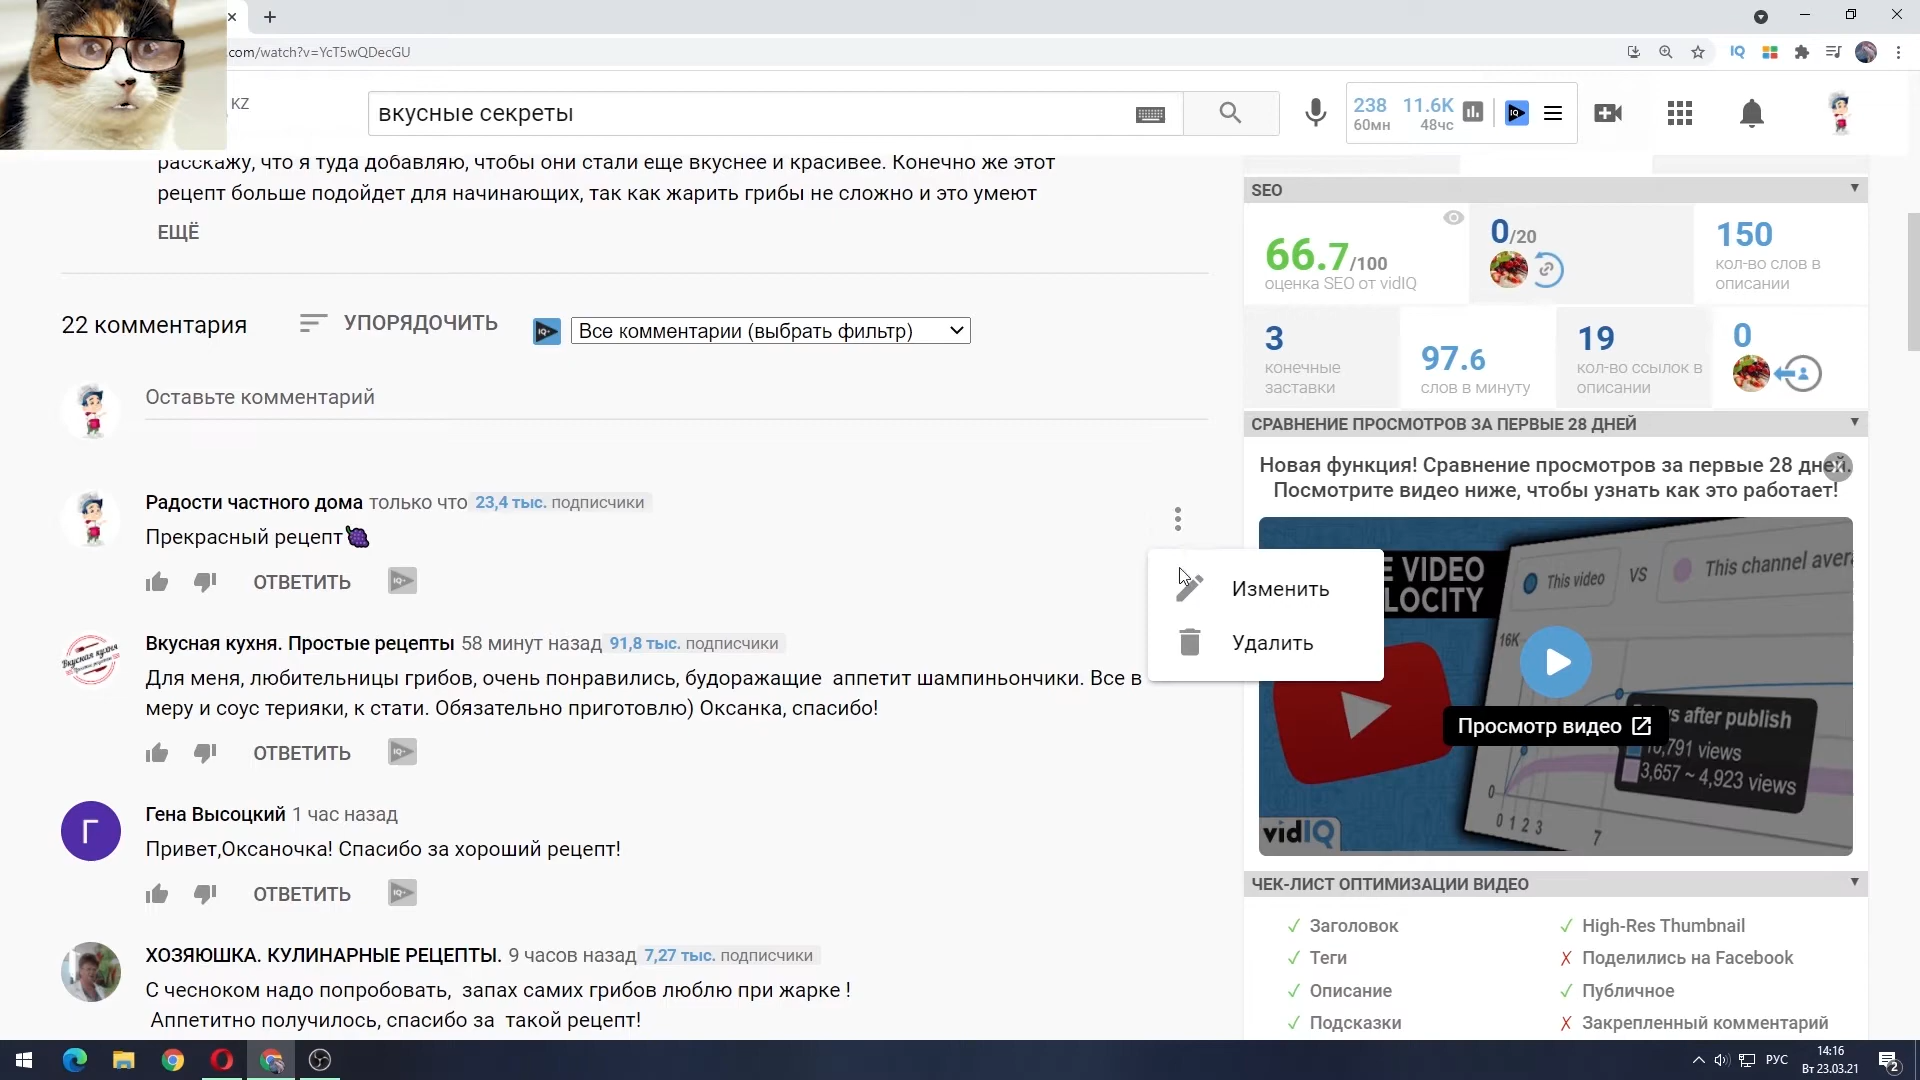 .com/watch?v=YcT5wQDecGU
KZ
вкусные секреты
238 11.6K
60мн 48чс
расскажу, что я туда добавляю, чтобы они стали еще вкуснее и красивее. Конечно же этот
рецепт больше подойдет для начинающих, так как жарить грибы не сложно и это умеют
ЕЩЁ
22 комментария
УПОРЯДОЧИТЬ
Все комментарии (выбрать фильтр)
Оставьте комментарий
Радости частного дома только что 23,4 тыс. подписчики
Прекрасный рецепт🍇
ОТВЕТИТЬ
Изменить
Удалить
Вкусная кухня. Простые рецепты 58 минут назад 91,8 тыс. подписчики
Для меня, любительницы грибов, очень понравились, будоражащие аппетит шампиньончики. Все в
меру и соус терияки, к стати. Обязательно приготовлю) Оксанка, спасибо!
ОТВЕТИТЬ
Г
Гена Высоцкий 1 час назад
Привет,Оксаночка! Спасибо за хороший рецепт!
ОТВЕТИТЬ
ХОЗЯЮШКА. КУЛИНАРНЫЕ РЕЦЕПТЫ. 9 часов назад 7,27 тыс. подписчики
С чесноком надо попробовать, запах самих грибов люблю при жарке !
Аппетитно получилось, спасибо за такой рецепт!
SEO
66.7/100
оценка SEO от vidIQ
0/20
150
кол-во слов в
описании
3
конечные
заставки
97.6
слов в минуту
19
кол-во ссылок в
описании
0
СРАВНЕНИЕ ПРОСМОТРОВ ЗА ПЕРВЫЕ 28 ДНЕЙ
Новая функция! Сравнение просмотров за первые 28 дней.
Посмотрите видео ниже, чтобы узнать как это работает!
E VIDEO
LOCITY
This video VS This channel aver
16K
Просмотр видео
s after publish
10,791 views
3,657 ~ 4,923 views
0
0 1 2 3 7
vidIQ
ЧЕК-ЛИСТ ОПТИМИЗАЦИИ ВИДЕО
✓ Заголовок
✓ High-Res Thumbnail
✓ Теги
✗ Поделились на Facebook
✓ Описание
✓ Публичное
✓ Подсказки
✗ Закрепленный комментарий
РУС
14:16
Вт 23.03.21
2